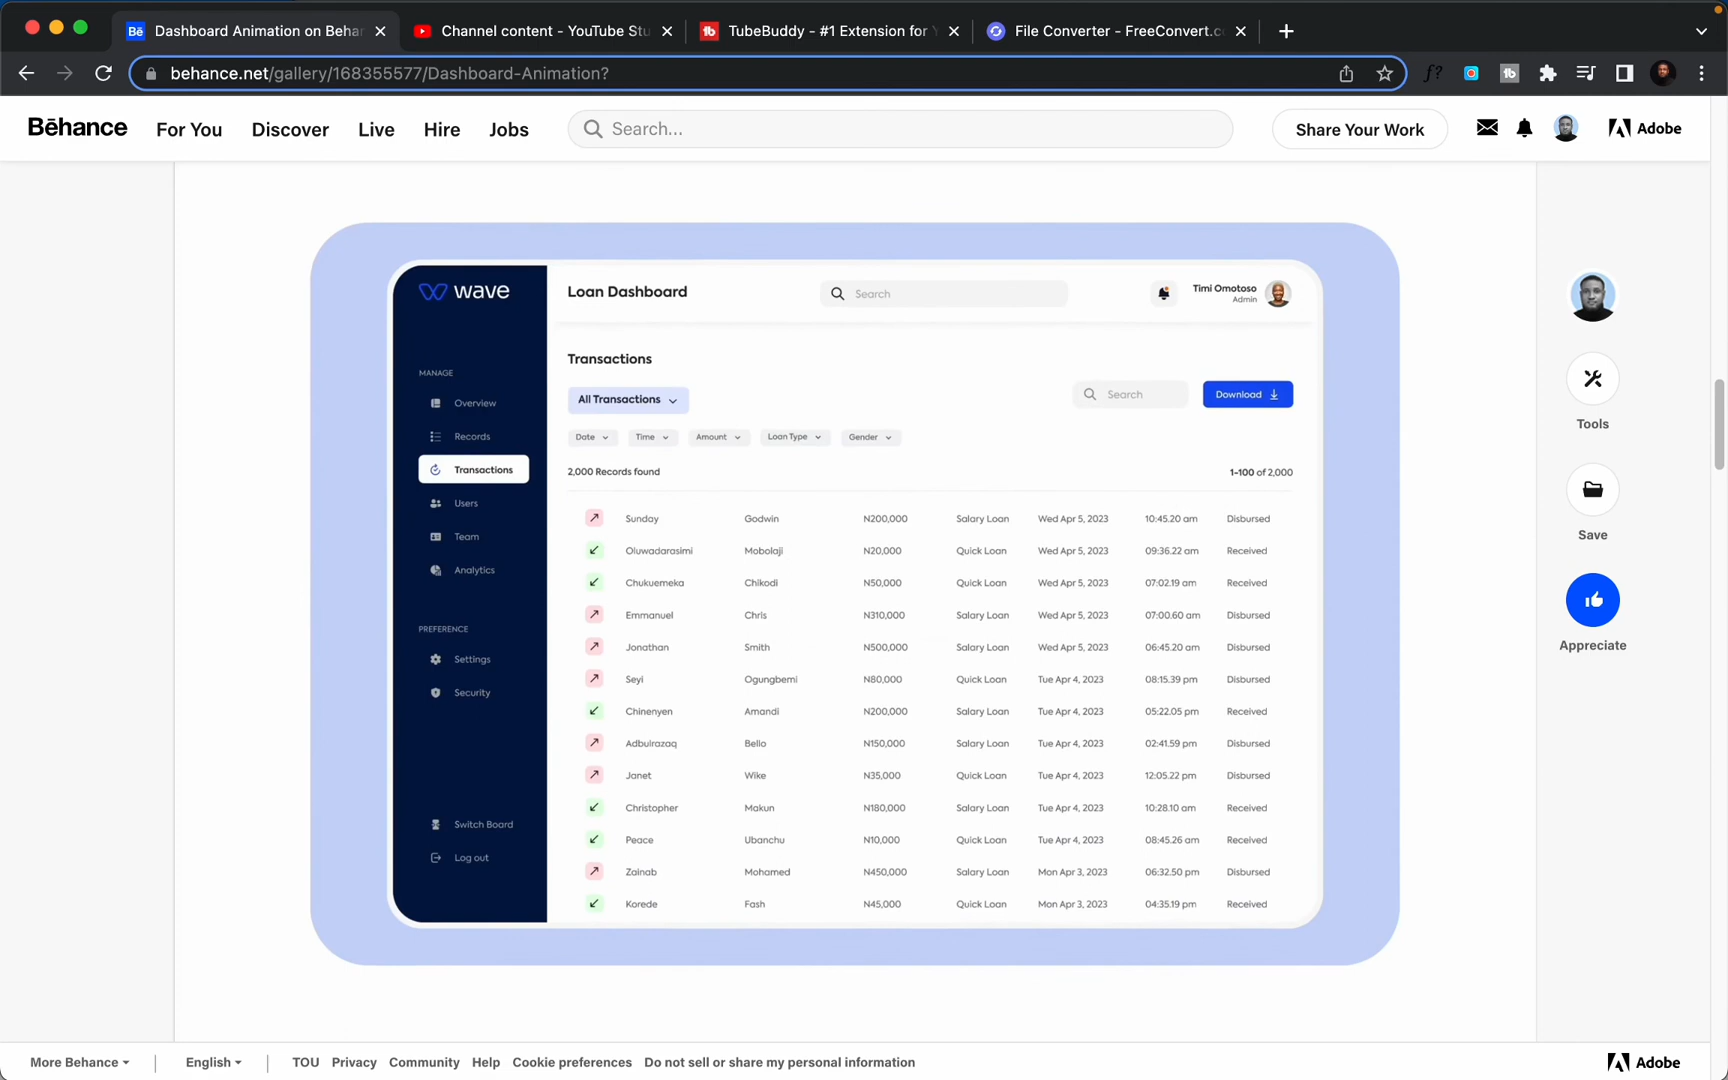 Dashboard Animation on Behan
Channel content - YouTube Stu
TubeBuddy - #1 Extension for Y
File Converter - FreeConvert.co
behance.net/gallery/168355577/Dashboard-Animation?
Bēhance For You Discover Live Hire Jobs Search... Share Your Work Adobe
wave Loan Dashboard Search Timi Omotoso
Admin
Transactions
All Transactions Search Download
Date Time Amount Loan Type Gender
2,000 Records found 1-100 of 2,000
MANAGE
Overview
Records
Transactions
Users
Team
Analytics
PREFERENCE
Settings
Security
Switch Board
Log out
Sunday Godwin N200,000 Salary Loan Wed Apr 5, 2023 10:45.20 am Disbursed
Oluwadarasimi Mobolaji N20,000 Quick Loan Wed Apr 5, 2023 09:36.22 am Received
Chukuemeka Chikodi N50,000 Quick Loan Wed Apr 5, 2023 07:02.19 am Received
Emmanuel Chris N310,000 Salary Loan Wed Apr 5, 2023 07:00.60 am Disbursed
Jonathan Smith N500,000 Salary Loan Wed Apr 5, 2023 06:45.20 am Disbursed
Seyi Ogungbemi N80,000 Quick Loan Tue Apr 4, 2023 08:15.39 pm Disbursed
Chinenyen Amandi N200,000 Salary Loan Tue Apr 4, 2023 05:22.05 pm Received
Adbulrazaq Bello N150,000 Salary Loan Tue Apr 4, 2023 02:41.59 pm Disbursed
Janet Wike N35,000 Quick Loan Tue Apr 4, 2023 12:05.22 pm Disbursed
Christopher Makun N180,000 Salary Loan Tue Apr 4, 2023 10:28.10 am Received
Peace Ubanchu N10,000 Quick Loan Tue Apr 4, 2023 08:45.26 am Received
Zainab Mohamed N450,000 Salary Loan Mon Apr 3, 2023 06:32.50 pm Disbursed
Korede Fash N45,000 Quick Loan Mon Apr 3, 2023 04:35.19 pm Received
Tools
Save
Appreciate
More Behance English TOU Privacy Community Help Cookie preferences Do not sell or share my personal information Adobe